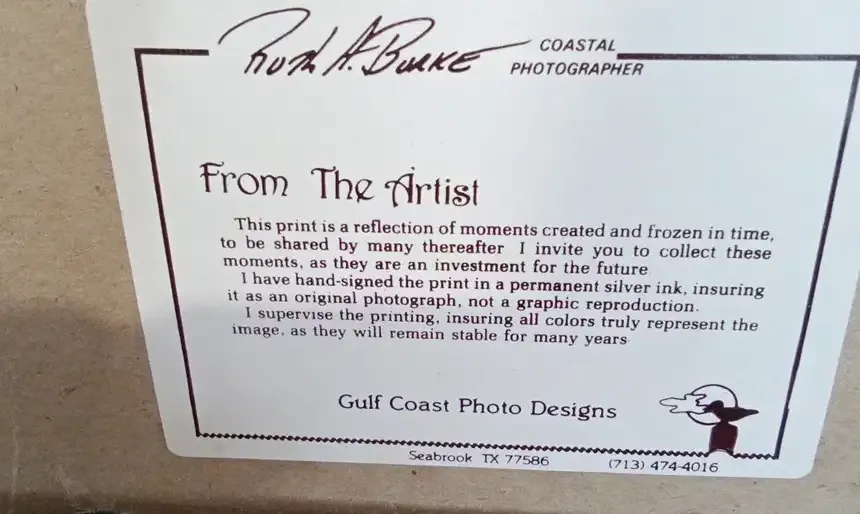 Ruth A. Burke
COASTAL
PHOTOGRAPHER
From The Artist
This print is a reflection of moments created and frozen in time,
to be shared by many thereafter I invite you to collect these
moments, as they are an investment for the future
I have hand-signed the print in a permanent silver ink, insuring
it as an original photograph, not a graphic reproduction.
I supervise the printing, insuring all colors truly represent the
image, as they will remain stable for many years.
Gulf Coast Photo Designs
Seabrook TX 77586
(713) 474-4016